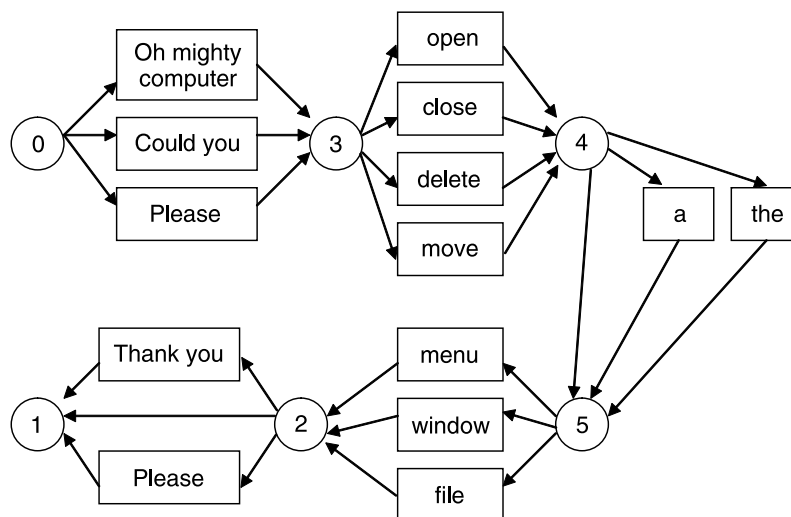 Oh mighty
computer
0
Could you
Please
3
open
close
delete
move
4
a
the
Thank you
1
Please
2
menu
window
file
5